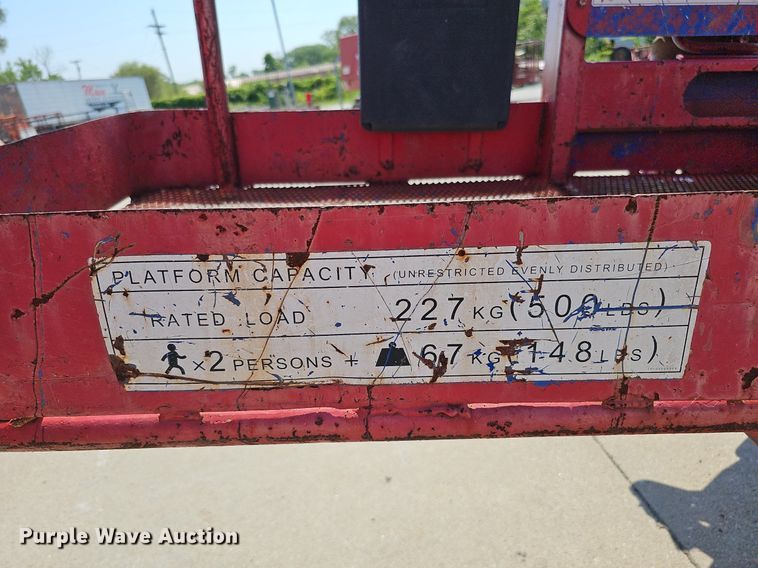 PLATFORM CAPACITY (UNRESTRICTED EVENLY DISTRIBUTED)
RATED LOAD 227 KG (500 LBS)
x2 PERSONS + 67 KG (148 LBS)
Purple Wave Auction